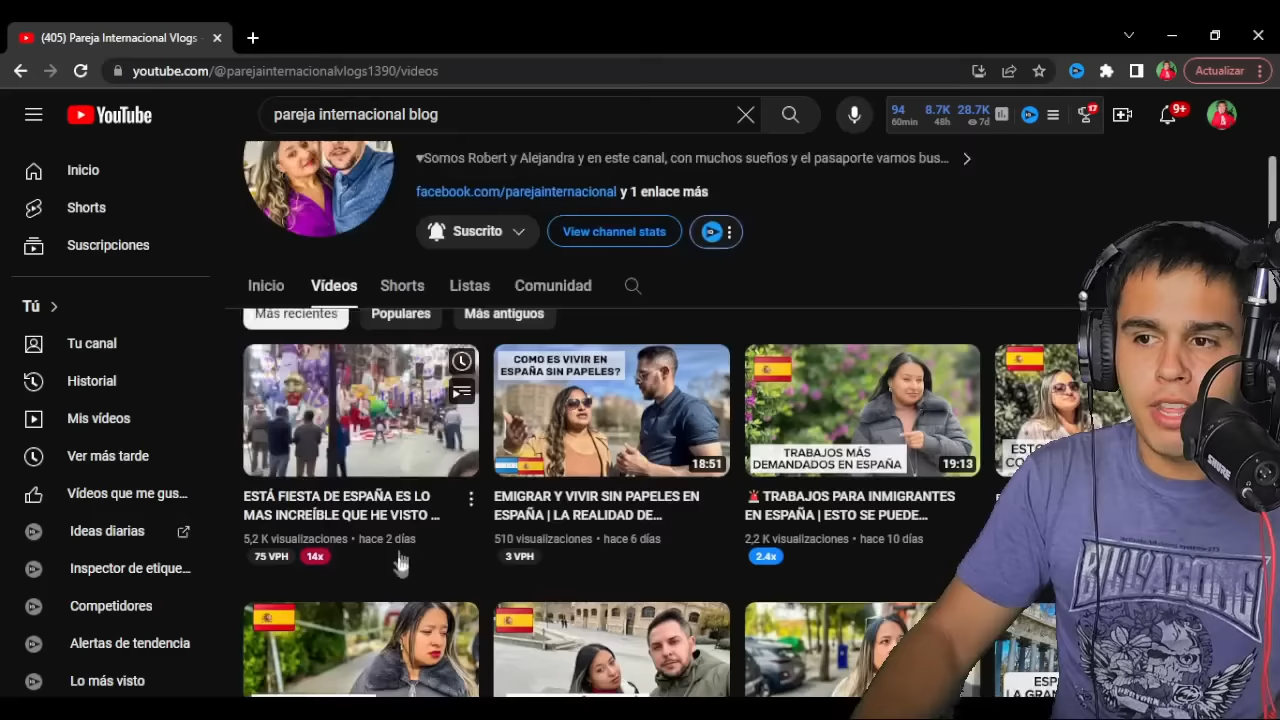 (405) Pareja Internacional Vlogs
youtube.com/@parejainternacionalvlogs1390/videos
Actualizar
YouTube
pareja internacional blog
94 8.7K 28.7K
60min 48h 7d
17
9+
♥Somos Robert y Alejandra y en este canal, con muchos sueños y el pasaporte vamos bus...
facebook.com/parejainternacional y 1 enlace más
Suscrito
View channel stats
Inicio
Shorts
Suscripciones
Tú
Tu canal
Historial
Mis vídeos
Ver más tarde
Vídeos que me gus...
Ideas diarias
Inspector de etique...
Competidores
Alertas de tendencia
Lo más visto
Inicio Vídeos Shorts Listas Comunidad
Más recientes Populares Más antiguos
COMO ES VIVIR EN
ESPAÑA SIN PAPELES?
18:51
TRABAJOS MÁS
DEMANDADOS EN ESPAÑA
19:13
ESTÁ FIESTA DE ESPAÑA ES LO
MAS INCREÍBLE QUE HE VISTO ...
5,2 K visualizaciones • hace 2 días
75 VPH 14x
EMIGRAR Y VIVIR SIN PAPELES EN
ESPAÑA | LA REALIDAD DE...
510 visualizaciones • hace 6 días
3 VPH
🚨TRABAJOS PARA INMIGRANTES
EN ESPAÑA | ESTO SE PUEDE...
2,2 K visualizaciones • hace 10 días
2.4x
LA GRAN
SHURE
BILLABONG